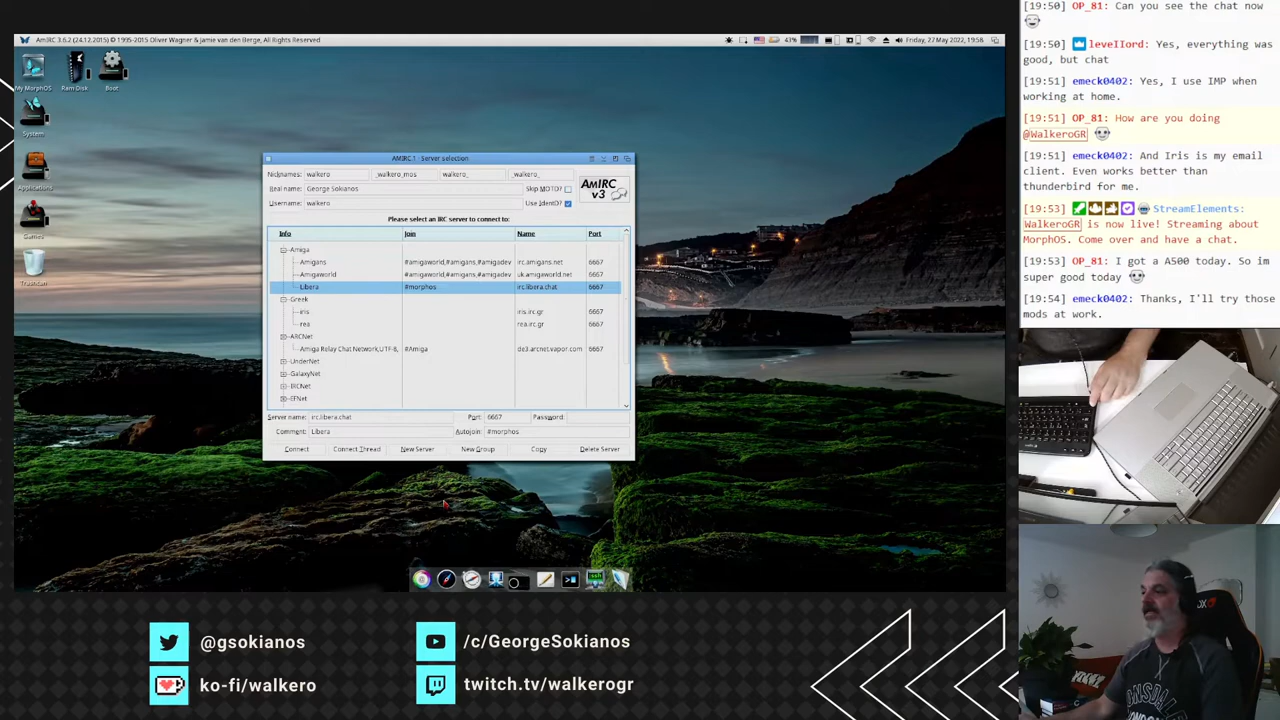 AmIRC 3.6.2 (24.12.2015) © 1995-2015 Oliver Wagner & Jamie van den Berge, All Rights Reserved.
43%
Friday, 27 May 2022, 19:56
My MorphOS
Ram Disk
Boot
System
Applications
Games
Trashcan
AMIRC.1 - Server selection
Nicknames: walkero _walkero_mos walkero_ _walkero_
Real name: George Sokianos
Skip MOTD?
Username: walkero
Use IdentD?
AmIRC
v3
Please select an IRC server to connect to:
Info Join Name Port
Amiga
Amigans #amigaworld,#amigans,#amigadev irc.amigans.net 6667
Amigaworld #amigaworld,#amigans,#amigadev uk.amigaworld.net 6667
Libera #morphos irc.libera.chat 6667
Greek
iris iris.irc.gr 6667
rea rea.irc.gr 6667
ARCNet
Amiga Relay Chat Network,UTF-8, #Amiga de3.arcnet.vapor.com 6667
UnderNet
GalaxyNet
IRCNet
EFNet
Server name: irc.libera.chat Port: 6667 Password:
Comment: Libera Autojoin: #morphos
Connect Connect Thread New Server New Group Copy Delete Server
ssh
@gsokianos
/c/GeorgeSokianos
ko-fi/walkero
twitch.tv/walkerogr
[19:50] OP_81: Can you see the chat now
[19:50] leveIIord: Yes, everything was
good, but chat
[19:51] emeck0402: Yes, I use IMP when
working at home.
[19:51] OP_81: How are you doing
@WalkeroGR
[19:51] emeck0402: And Iris is my email
client. Even works better than
thunderbird for me.
[19:53] StreamElements:
WalkeroGR is now live! Streaming about
MorphOS. Come over and have a chat.
[19:53] OP_81: I got a A500 today. So im
super good today
[19:54] emeck0402: Thanks, I'll try those
mods at work.